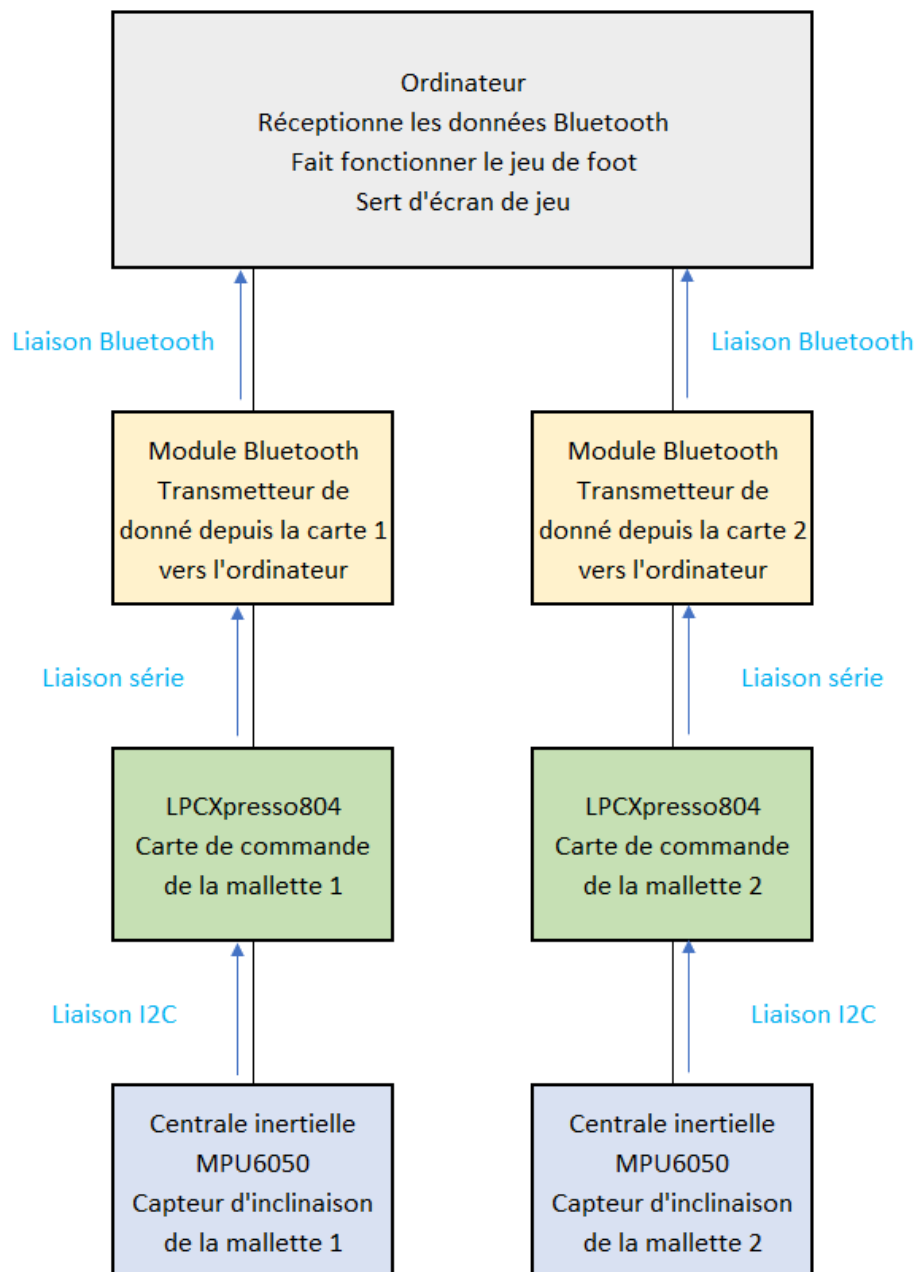 Ordinateur
Réceptionne les données Bluetooth
Fait fonctionner le jeu de foot
Sert d'écran de jeu
Liaison Bluetooth
Liaison Bluetooth
Module Bluetooth
Transmetteur de
donné depuis la carte 1
vers l'ordinateur
Module Bluetooth
Transmetteur de
donné depuis la carte 2
vers l'ordinateur
Liaison série
Liaison série
LPCXpresso804
Carte de commande
de la mallette 1
LPCXpresso804
Carte de commande
de la mallette 2
Liaison I2C
Liaison I2C
Centrale inertielle
MPU6050
Capteur d'inclinaison
de la mallette 1
Centrale inertielle
MPU6050
Capteur d'inclinaison
de la mallette 2